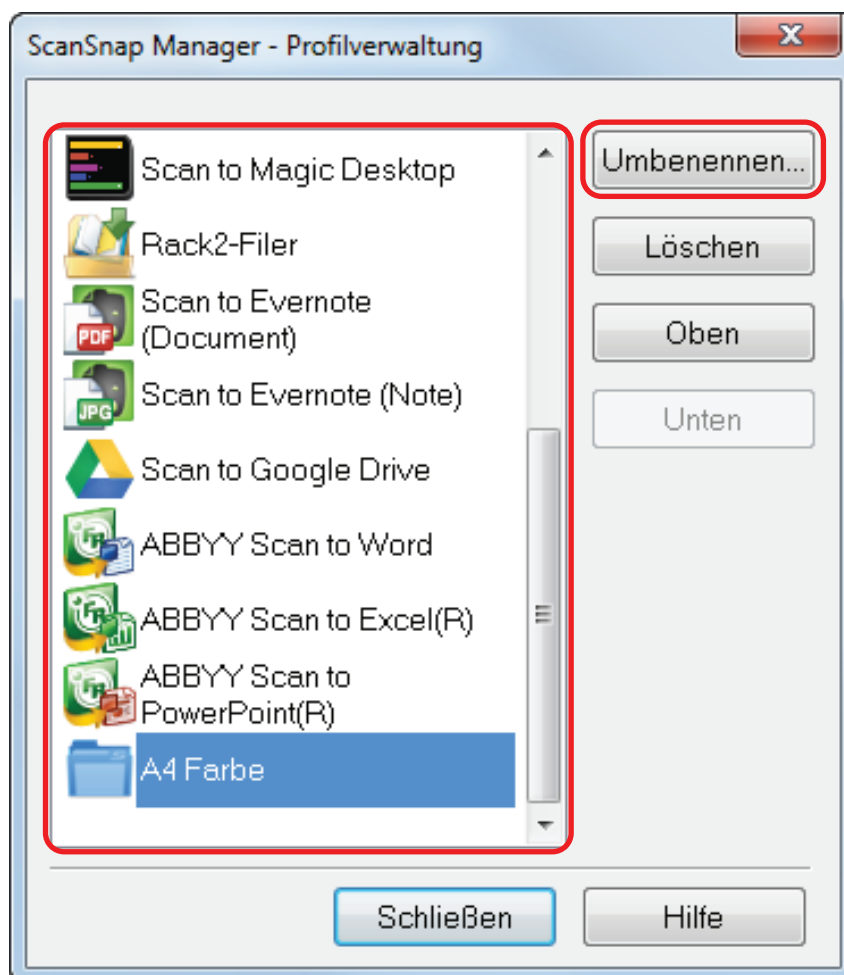 ScanSnap Manager - Profilverwaltung
Scan to Magic Desktop
Rack2-Filer
Scan to Evernote
(Document)
PDF
Scan to Evernote (Note)
JPG
Scan to Google Drive
ABBYY Scan to Word
ABBYY Scan to Excel(R)
ABBYY Scan to
PowerPoint(R)
A4 Farbe
Umbenennen...
Löschen
Oben
Unten
Schließen
Hilfe